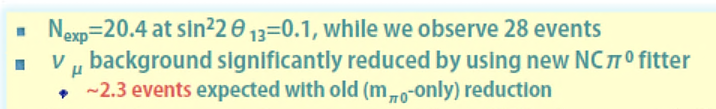 N_exp=20.4 at sin²2θ₁₃=0.1, while we observe 28 events
ν_μ background significantly reduced by using new NCπ⁰ fitter
~2.3 events expected with old (m_π0-only) reduction